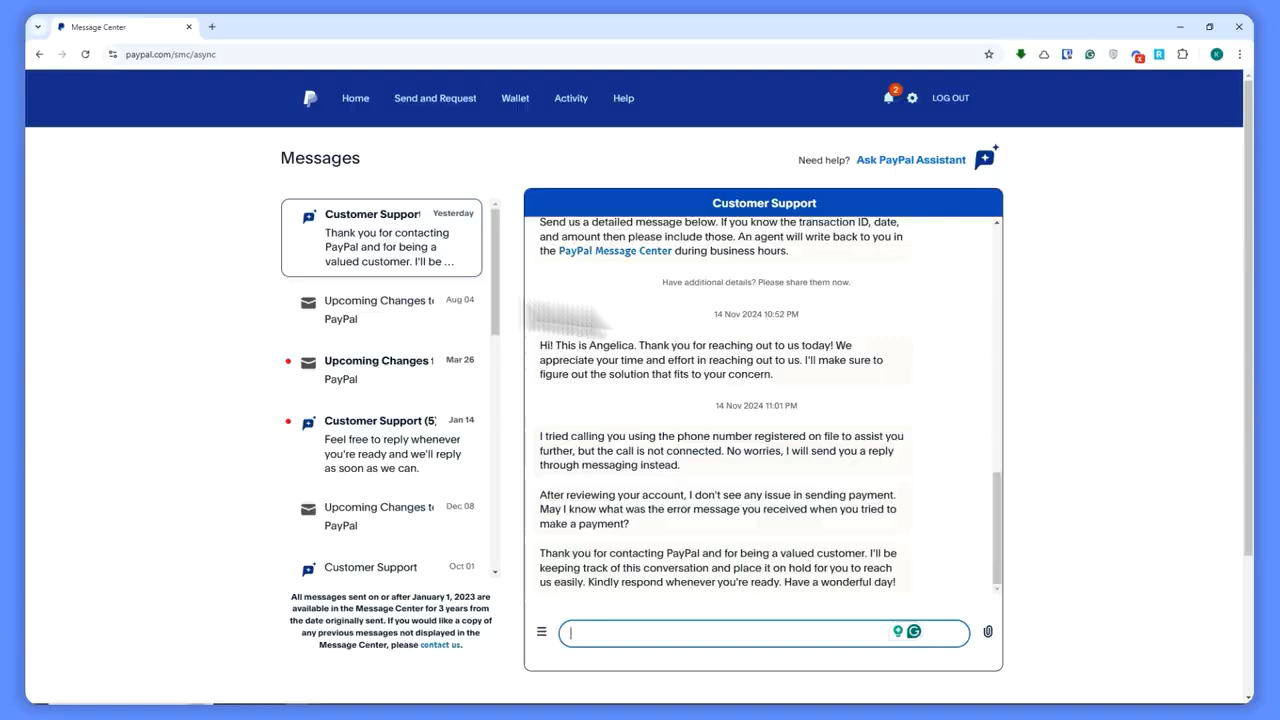 Message Center
paypal.com/smc/async
Home
Send and Request
Wallet
Activity
Help
2
LOG OUT
Messages
Need help? Ask PayPal Assistant
Customer Suppor
Yesterday
Thank you for contacting
PayPal and for being a
valued customer. I'll be ...
Upcoming Changes t
Aug 04
PayPal
Upcoming Changes
Mar 26
PayPal
Customer Support (5)
Jan 14
Feel free to reply whenever
you're ready and we'll reply
as soon as we can.
Upcoming Changes t
Dec 08
PayPal
Customer Support
Oct 01
All messages sent on or after January 1, 2023 are
available in the Message Center for 3 years from
the date originally sent. If you would like a copy of
any previous messages not displayed in the
Message Center, please contact us.
Customer Support
Send us a detailed message below. If you know the transaction ID, date,
and amount then please include those. An agent will write back to you in
the PayPal Message Center during business hours.
Have additional details? Please share them now.
14 Nov 2024 10:52 PM
Hi! This is Angelica. Thank you for reaching out to us today! We
appreciate your time and effort in reaching out to us. I'll make sure to
figure out the solution that fits to your concern.
14 Nov 2024 11:01 PM
I tried calling you using the phone number registered on file to assist you
further, but the call is not connected. No worries, I will send you a reply
through messaging instead.
After reviewing your account, I don't see any issue in sending payment.
May I know what was the error message you received when you tried to
make a payment?
Thank you for contacting PayPal and for being a valued customer. I'll be
keeping track of this conversation and place it on hold for you to reach
us easily. Kindly respond whenever you're ready. Have a wonderful day!